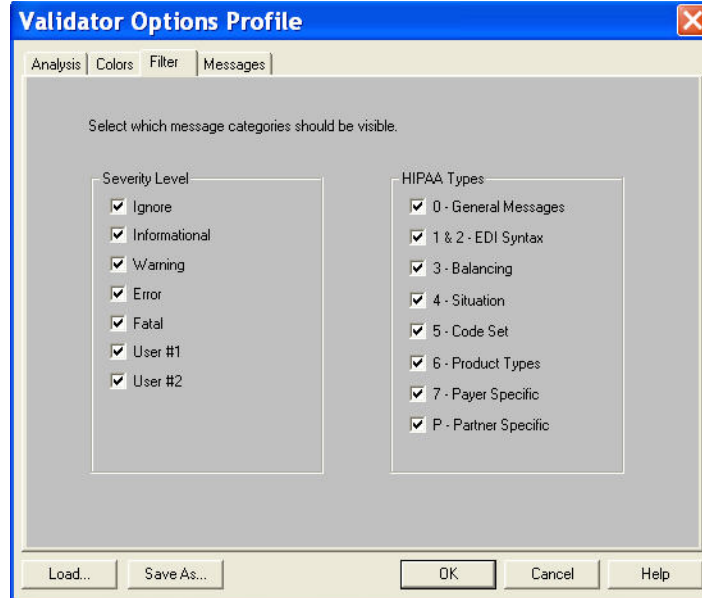 Validator Options Profile
Analysis
Colors
Filter
Messages
Select which message categories should be visible.
Severity Level
Ignore
Informational
Warning
Error
Fatal
User #1
User #2
HIPAA Types
0 - General Messages
1 & 2 - EDI Syntax
3 - Balancing
4 - Situation
5 - Code Set
6 - Product Types
7 - Payer Specific
P - Partner Specific
Load...
Save As...
OK
Cancel
Help